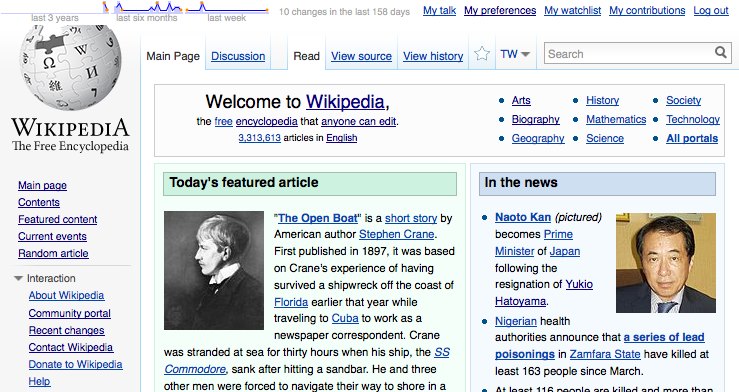 last 3 years last six months last week 10 changes in the last 158 days My talk My preferences My watchlist My contributions Log out
Main Page Discussion Read View source View history TW Search
WIKIPEDIA
The Free Encyclopedia
Main page
Contents
Featured content
Current events
Random article
Interaction
About Wikipedia
Community portal
Recent changes
Contact Wikipedia
Donate to Wikipedia
Help
Welcome to Wikipedia,
the free encyclopedia that anyone can edit.
3,313,613 articles in English
Arts History Society
Biography Mathematics Technology
Geography Science All portals
Today's featured article
"The Open Boat" is a short story by
American author Stephen Crane.
First published in 1897, it was based
on Crane's experience of having
survived a shipwreck off the coast of
Florida earlier that year while
traveling to Cuba to work as a
newspaper correspondent. Crane
was stranded at sea for thirty hours when his ship, the SS
Commodore, sank after hitting a sandbar. He and three
other men were forced to navigate their way to shore in a
In the news
Naoto Kan (pictured)
becomes Prime
Minister of Japan
following the
resignation of Yukio
Hatoyama.
Nigerian health
authorities announce that a series of lead
poisonings in Zamfara State have killed at
least 163 people since March.
At least 116 people are killed and more than